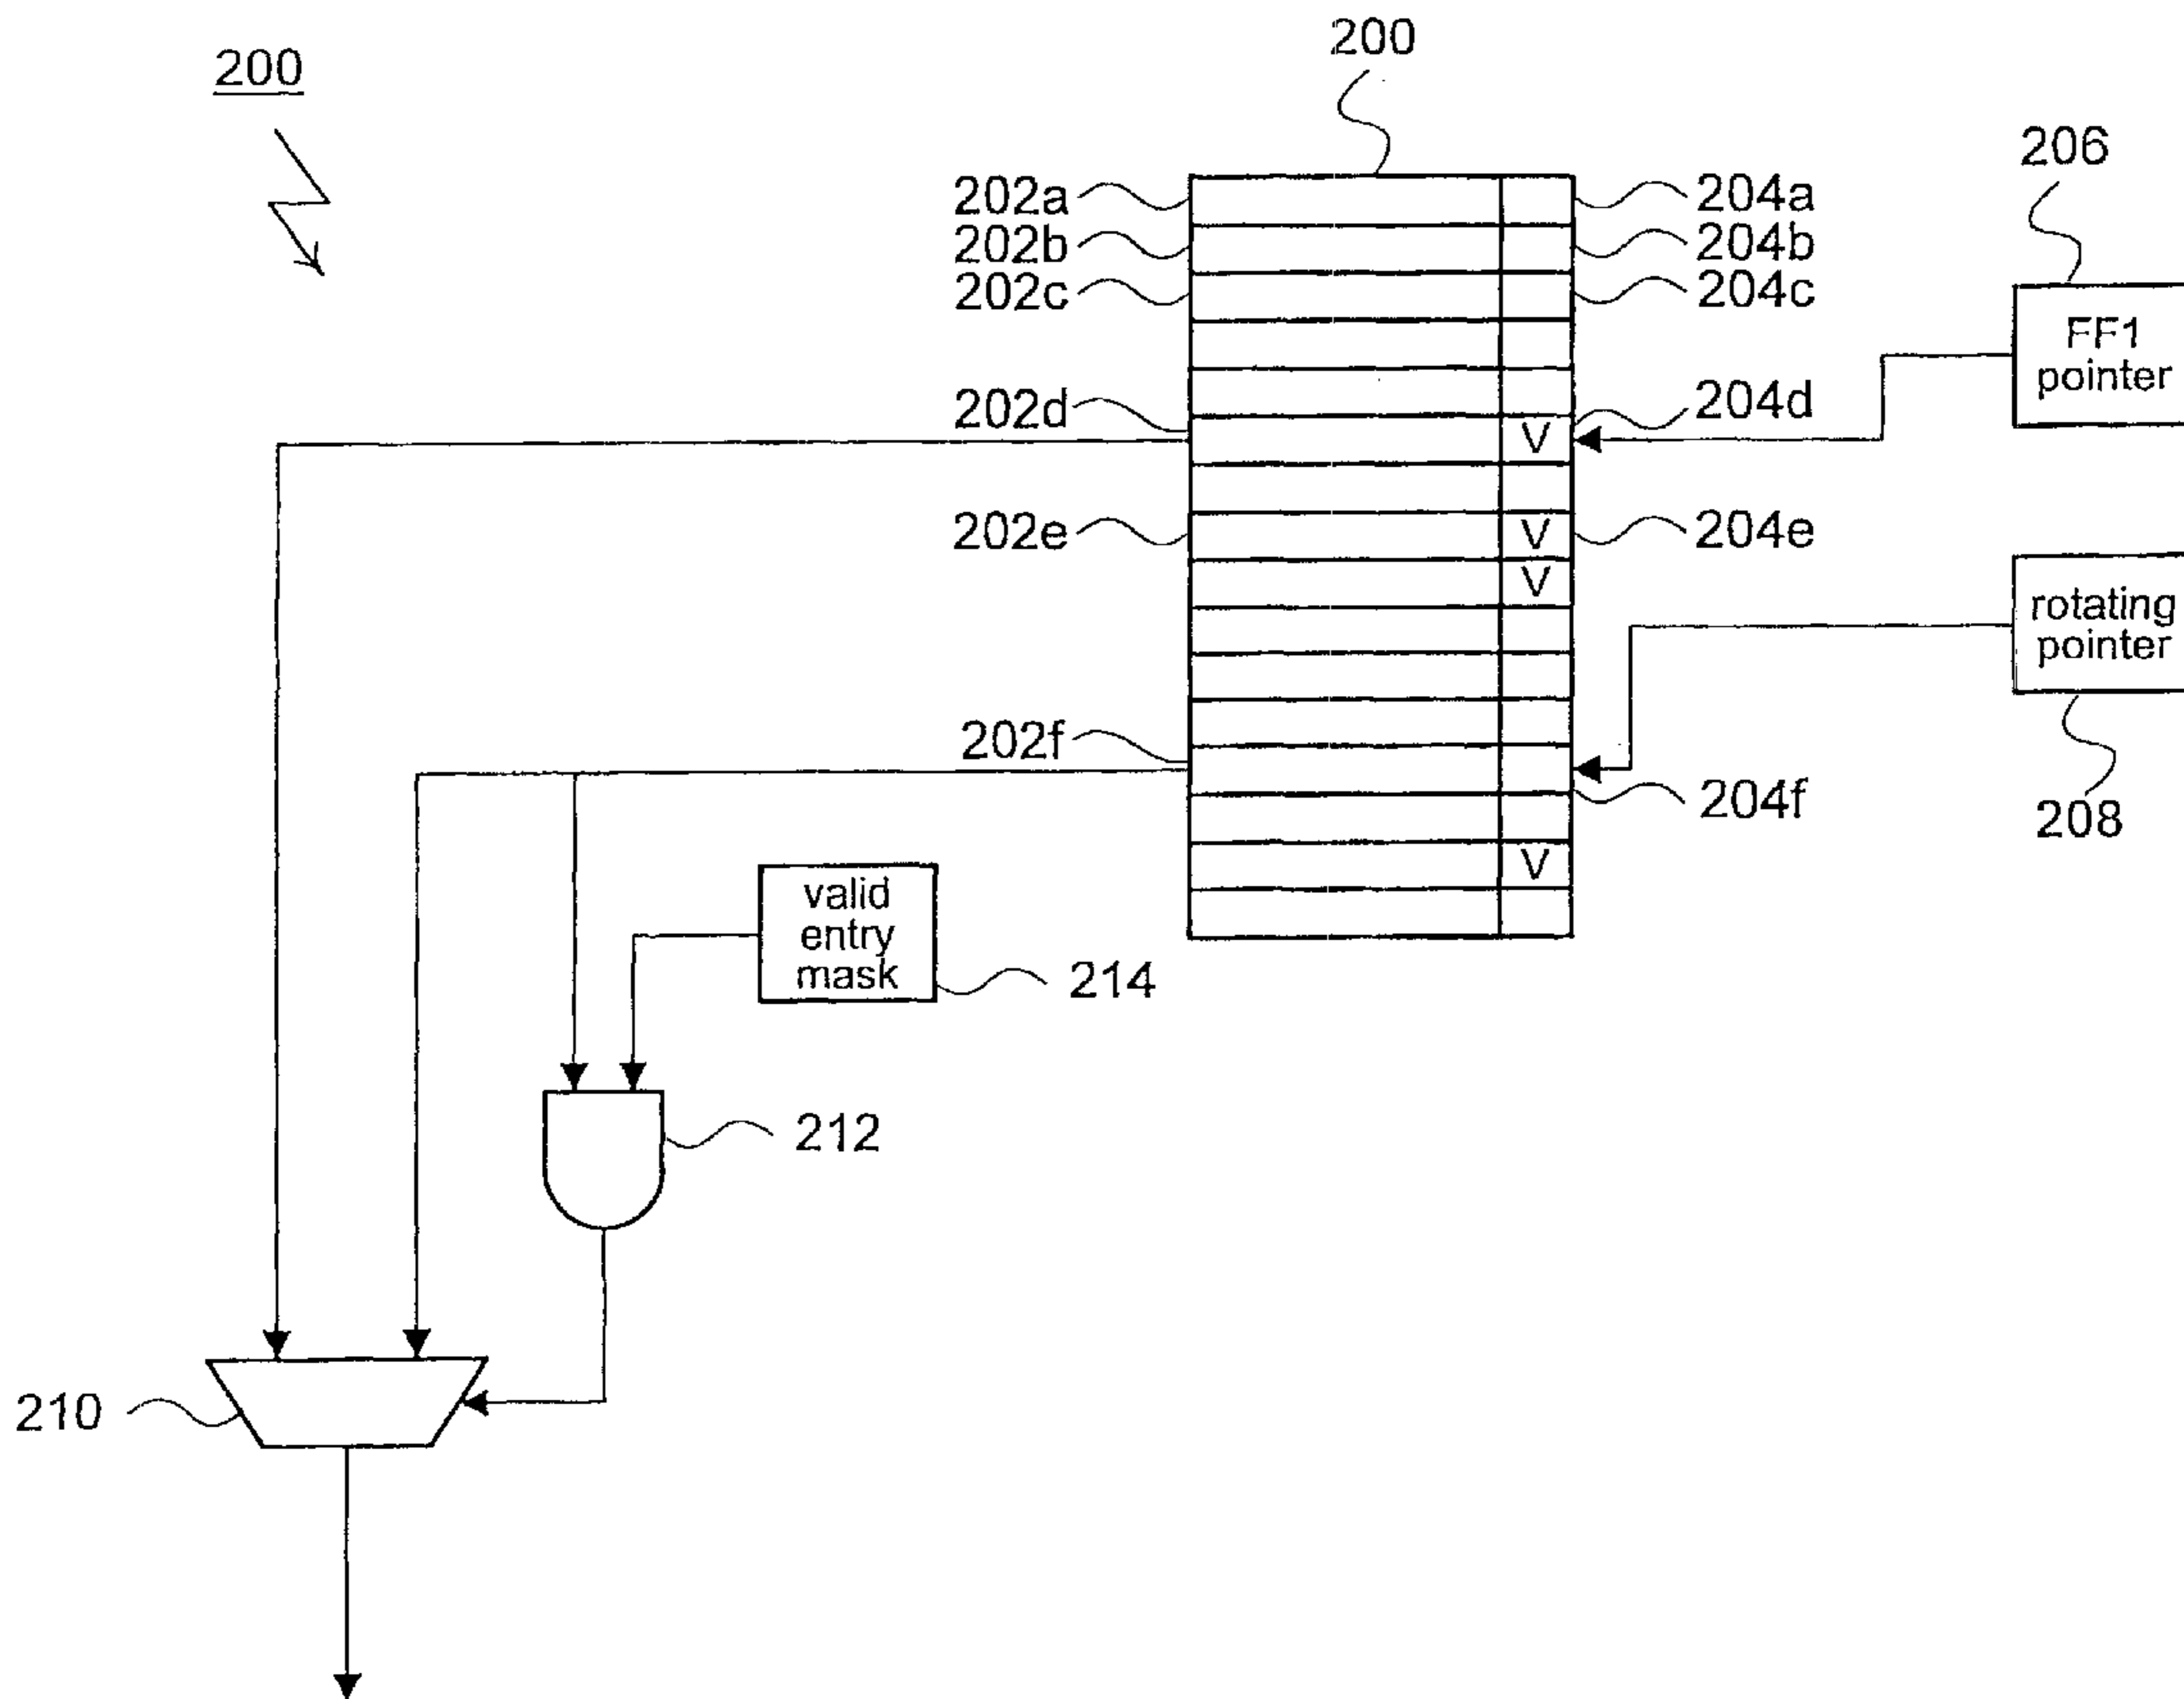 200
200
206
202a
204a
202b
204b
202c
204c
FF1
pointer
202d
204d
V
202e
V
204e
V
rotating
pointer
202f
204f
208
V
valid
entry
mask
214
212
210